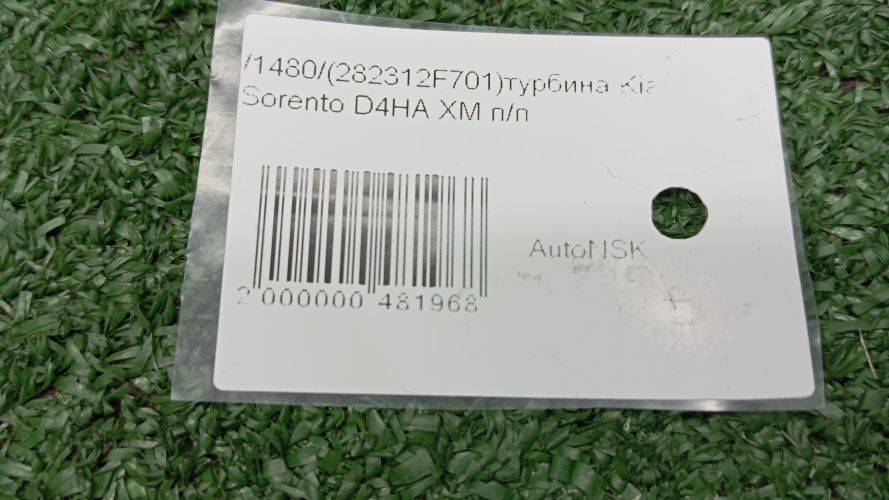 /1480/(282312F701)турбина Kia
Sorento D4HA XM п/п
AutoNSK
2 000000 481968